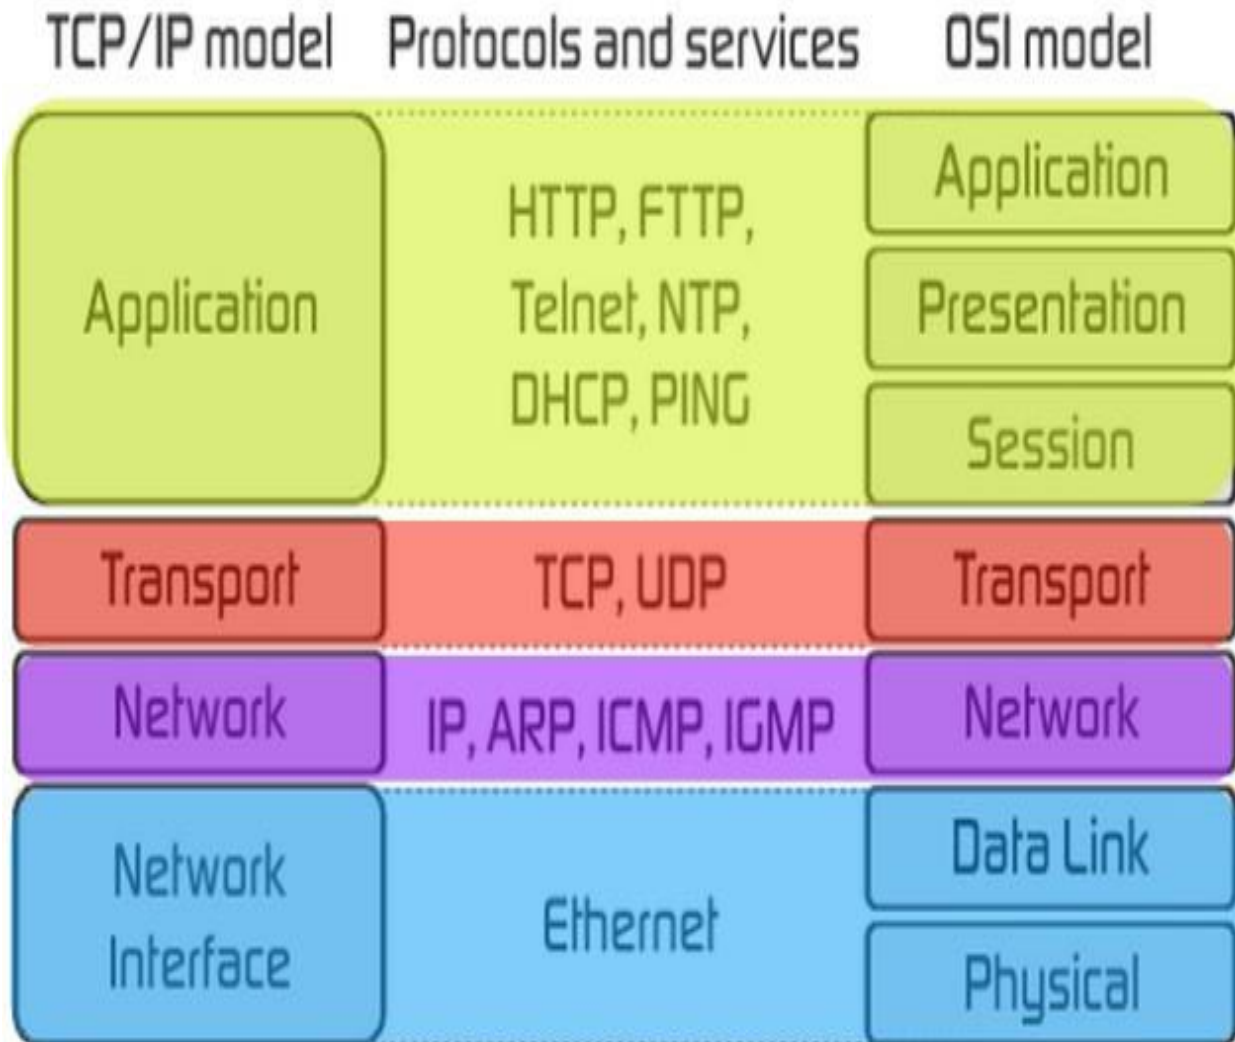 TCP/IP model Protocols and services OSI model
Application
HTTP, FTTP,
Telnet, NTP,
DHCP, PING
Application
Presentation
Session
Transport TCP, UDP Transport
Network IP, ARP, ICMP, IGMP Network
Network
Interface
Ethernet
Data Link
Physical